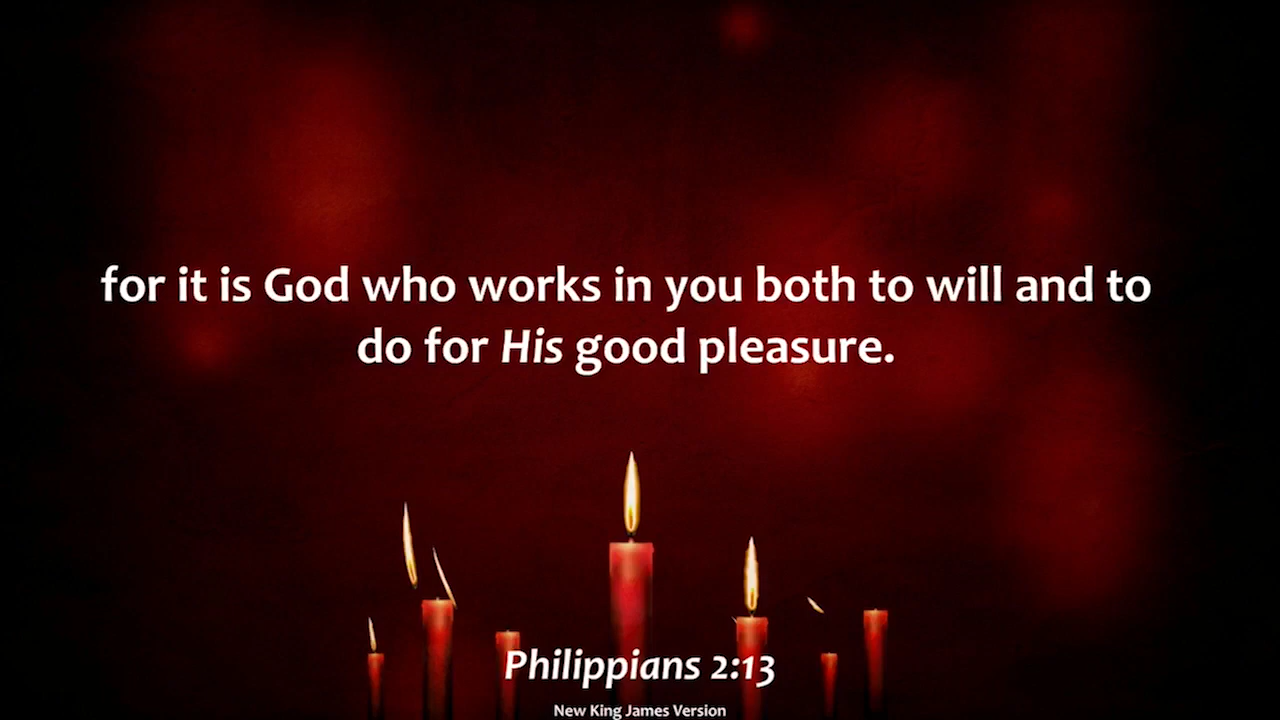 for it is God who works in you both to will and to
do for His good pleasure.
Philippians 2:13
New King James Version